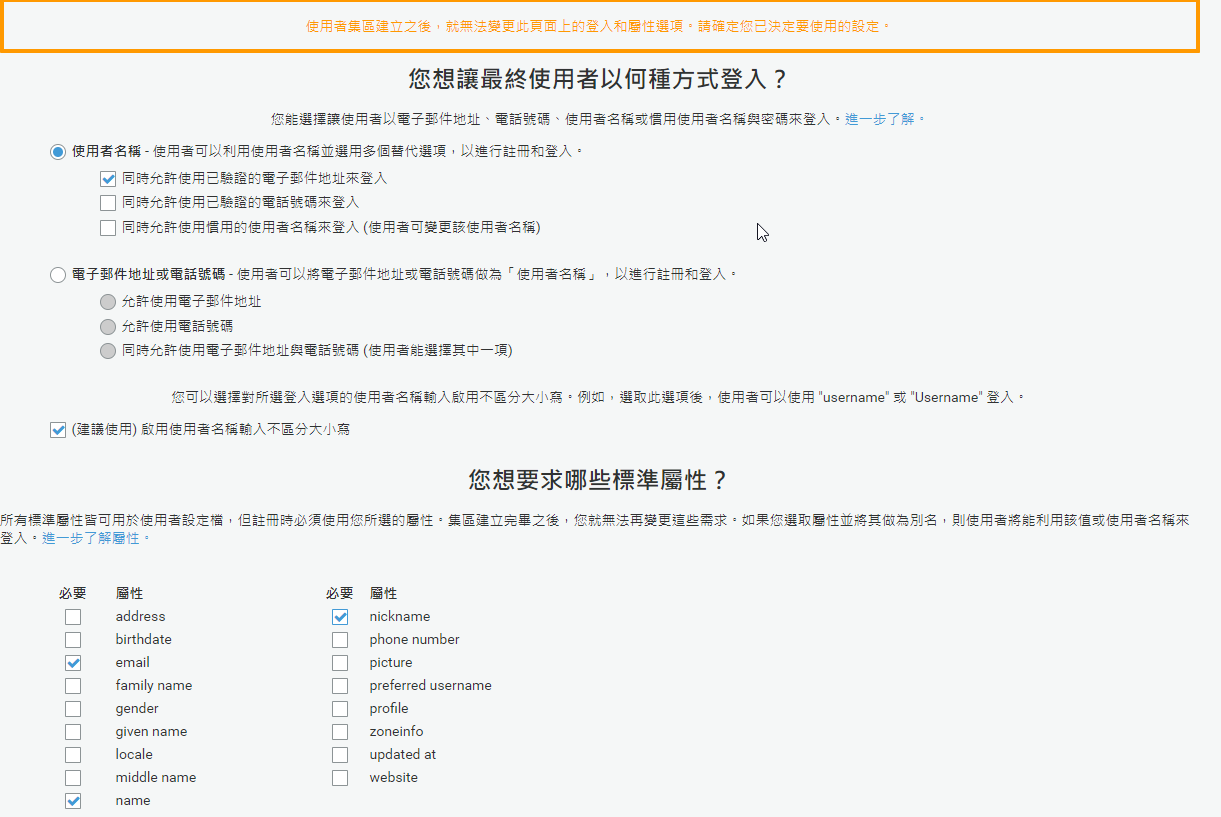 使用者集區建立之後，就無法變更此頁面上的登入和屬性選項。請確定您已決定要使用的設定。
您想讓最終使用者以何種方式登入？
您能選擇讓使用者以電子郵件地址、電話號碼、使用者名稱或慣用使用者名稱與密碼來登入。進一步了解。
使用者名稱 - 使用者可以利用使用者名稱並選用多個替代選項，以進行註冊和登入。
同時允許使用已驗證的電子郵件地址來登入
同時允許使用已驗證的電話號碼來登入
同時允許使用慣用的使用者名稱來登入 (使用者可變更該使用者名稱)
電子郵件地址或電話號碼 - 使用者可以將電子郵件地址或電話號碼做為「使用者名稱」，以進行註冊和登入。
允許使用電子郵件地址
允許使用電話號碼
同時允許使用電子郵件地址與電話號碼 (使用者能選擇其中一項)
您可以選擇對所選登入選項的使用者名稱輸入啟用不區分大小寫。例如，選取此選項後，使用者可以使用 "username" 或 "Username" 登入。
(建議使用) 啟用使用者名稱輸入不區分大小寫
您想要求哪些標準屬性？
所有標準屬性皆可用於使用者設定檔，但註冊時必須使用您所選的屬性。集區建立完畢之後，您就無法再變更這些需求。如果您選取屬性並將其做為別名，則使用者將能利用該值或使用者名稱來
登入。進一步了解屬性。
必要 屬性
address
birthdate
email
family name
gender
given name
locale
middle name
name
必要 屬性
nickname
phone number
picture
preferred username
profile
zoneinfo
updated at
website